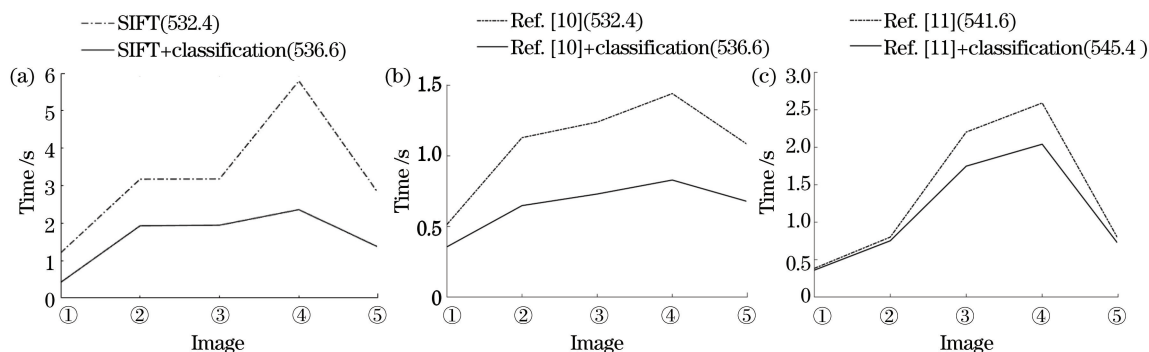 SIFT(532.4)
SIFT+classification(536.6)
(a)
6
5
4
3
2
1
0
Time /s
① ② ③ ④ ⑤
Image
Ref. [10](532.4)
Ref. [10]+classification(536.6)
(b)
1.5
1.0
0.5
0
Time /s
① ② ③ ④ ⑤
Image
Ref. [11](541.6)
Ref. [11]+classification(545.4 )
(c)
3.0
2.5
2.0
1.5
1.0
0.5
0
Time /s
① ② ③ ④ ⑤
Image